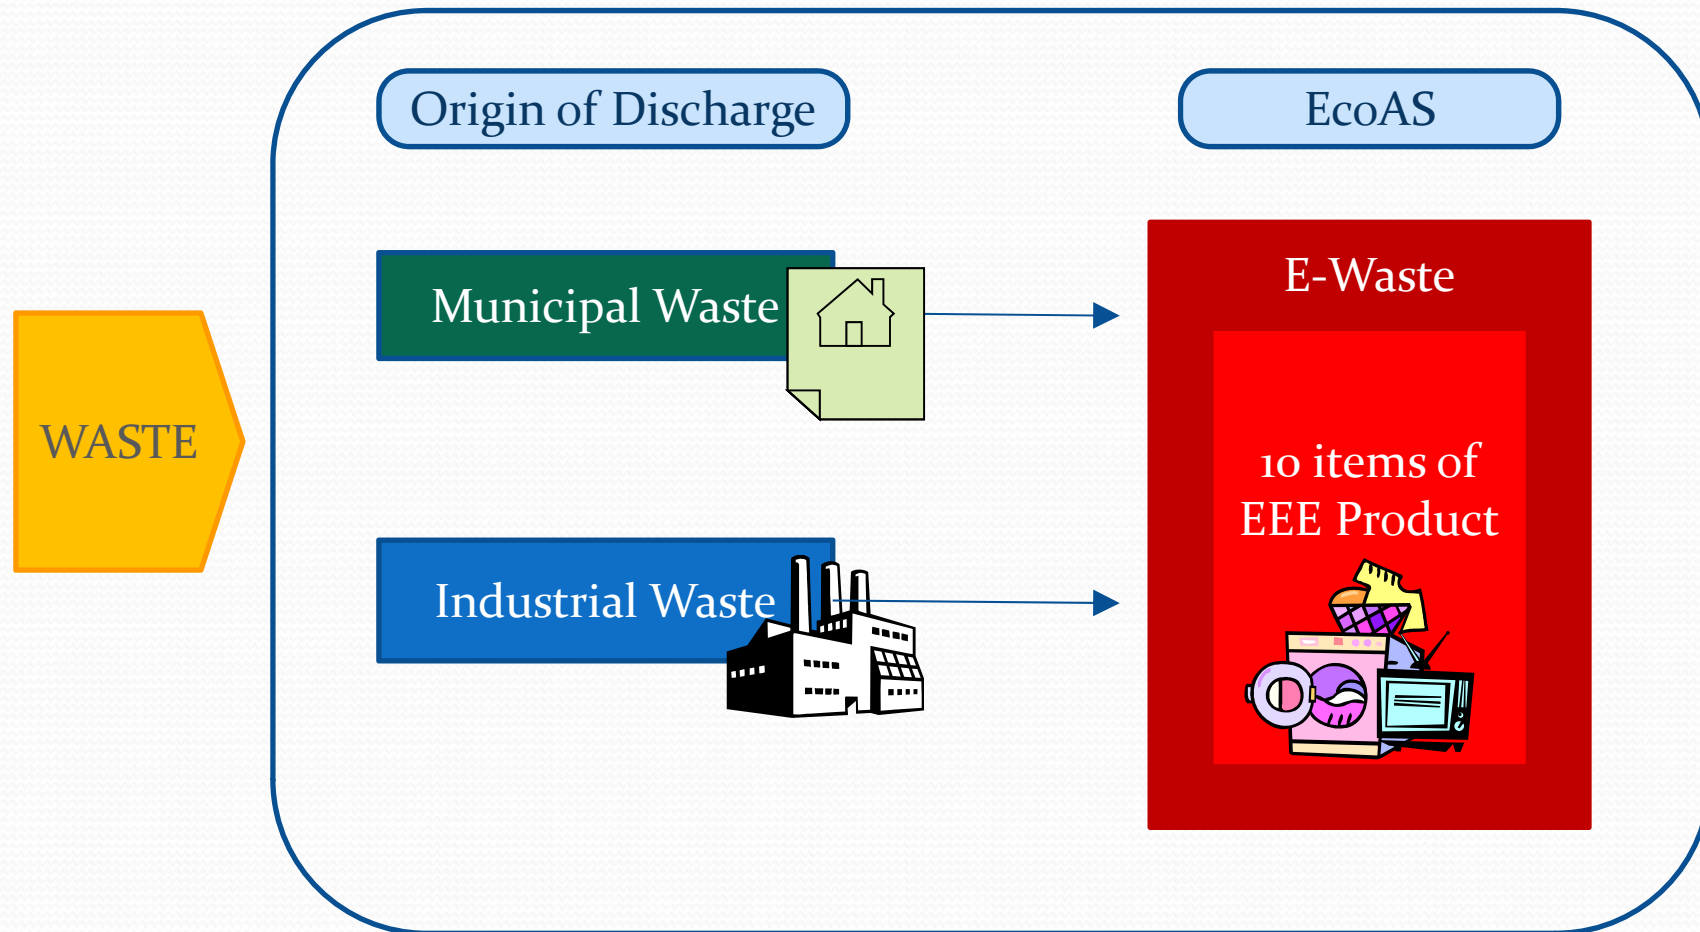 Origin of Discharge
EcoAS
WASTE
Municipal Waste
Industrial Waste
E-Waste
10 items of
EEE Product